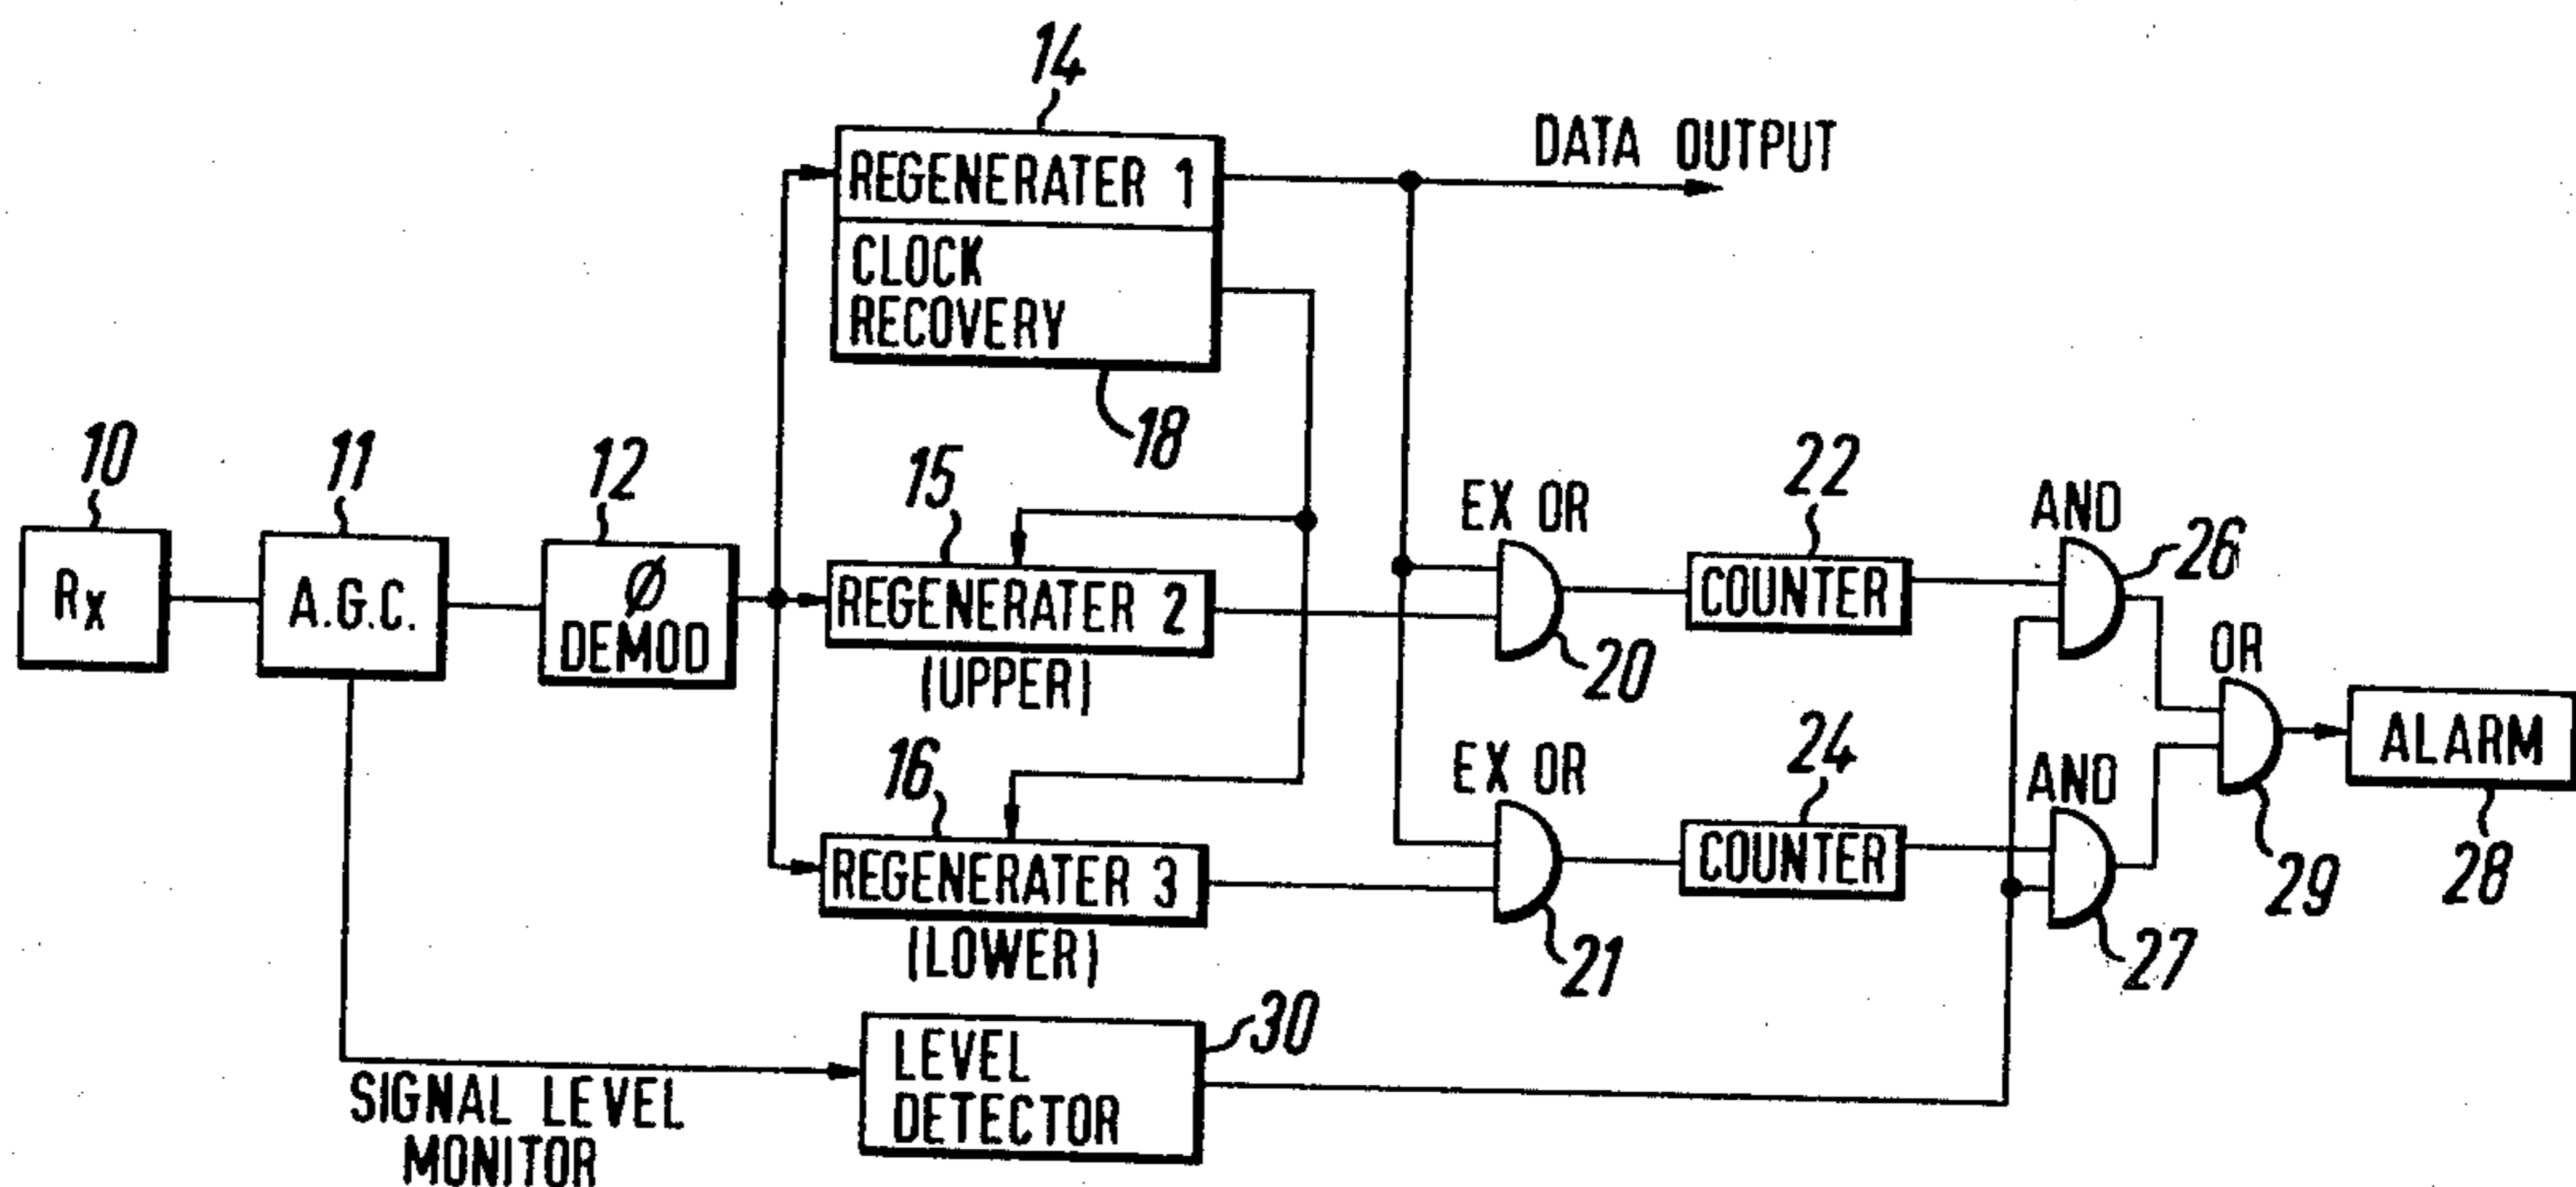 14
DATA OUTPUT
REGENERATER 1
CLOCK
RECOVERY
18
10
11
12
15
22
EX OR
AND
26
Rx
A.G.C.
Ø
DEMOD
REGENERATER 2
(UPPER)
COUNTER
20
OR
16
EX OR
24
AND
ALARM
REGENERATER 3
(LOWER)
COUNTER
21
27
29
28
30
LEVEL
DETECTOR
SIGNAL LEVEL
MONITOR